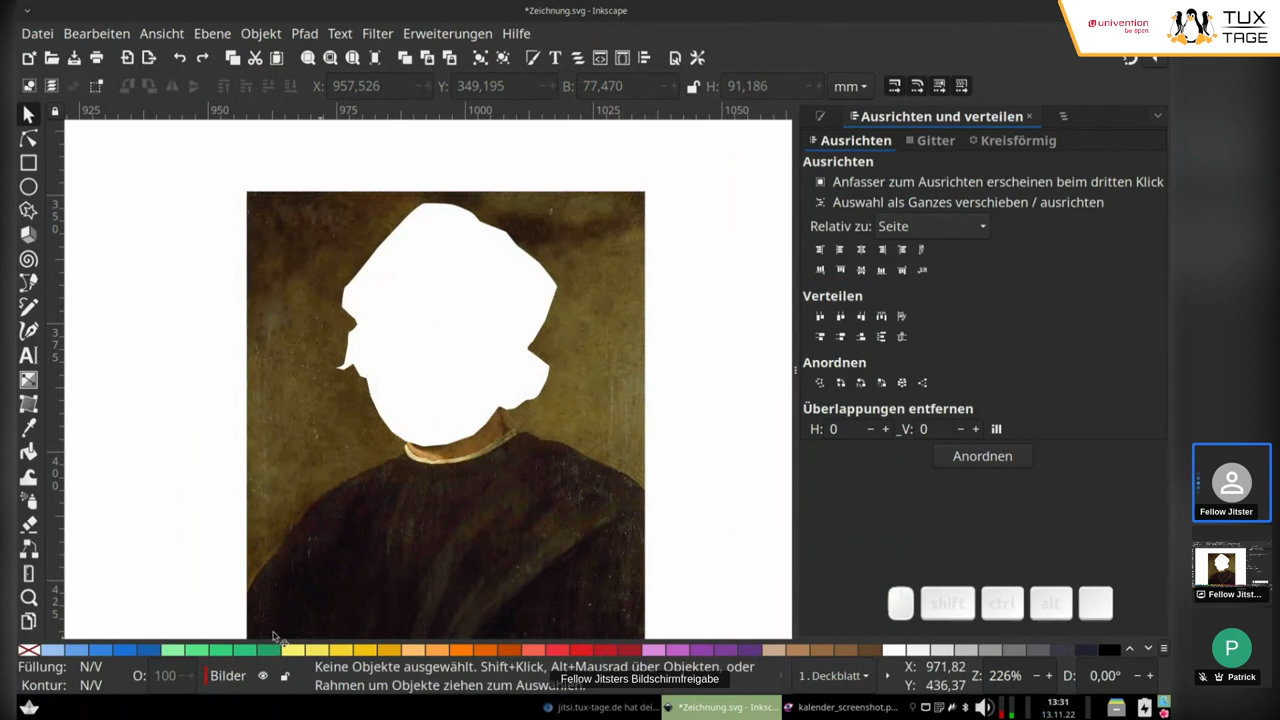 *Zeichnung.svg - Inkscape
univention
be open.
TUX
TAGE
Datei Bearbeiten Ansicht Ebene Objekt Pfad Text Filter Erweiterungen Hilfe
X: 957,526 Y: 349,195 B: 77,470 H: 91,186 mm
925 950 975 1000 1025 1050
Ausrichten und verteilen
Ausrichten Gitter Kreisförmig
Ausrichten
Anfasser zum Ausrichten erscheinen beim dritten Klick
Auswahl als Ganzes verschieben / ausrichten
Relativ zu: Seite
Verteilen
Anordnen
Überlappungen entfernen
H: 0 − + _V: 0 − +
Anordnen
350
375
400
425
shift ctrl alt
Fellow Jitster
Fellow Jitst...
P
Patrick
Füllung: N/V
Kontur: N/V
O: 100
Bilder
Keine Objekte ausgewählt. Shift+Klick, Alt+Mausrad über Objekten, oder
Rahmen um Objekte ziehen zum Auswählen.
Fellow Jitsters Bildschirmfreigabe
1. Deckblatt
X: 971,82
Y: 436,37
Z: 226% − +
D: 0,00° − +
jitsi.tux-tage.de hat dei...
*Zeichnung.svg - Inksc...
kalender_screenshot.p...
13:31
13.11.22